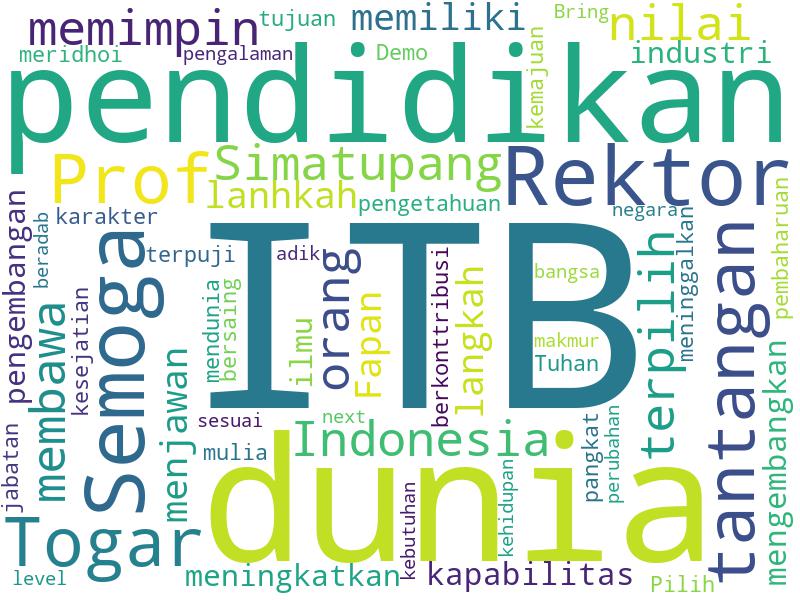 memimpin
tujuan
memiliki
Bring
nilai
meridhoi
pengalaman
Demo
kemajuan
industri
pendidikan
Prof
Simatupang
Rektor
lanhkah
pengetahuan
pengembangan
beradab
karakter
negara
meninggalkan
pembaharuan
Semoga
terpuji
adik
ITB
orang
berkonttribusi
bangsa
terpilih
tantangan
membawa
kesejatian
mendunia
bersaing
ilmu
Fapan
langkah
makmur
Tuhan
menjawan
mengembangkan
jabatan
sesuai
next
mulia
Indonesia
pangkat
perubahan
dunia
kebutuhan
kehidupan
Togar
level
meningkatkan
kapabilitas
Pilih